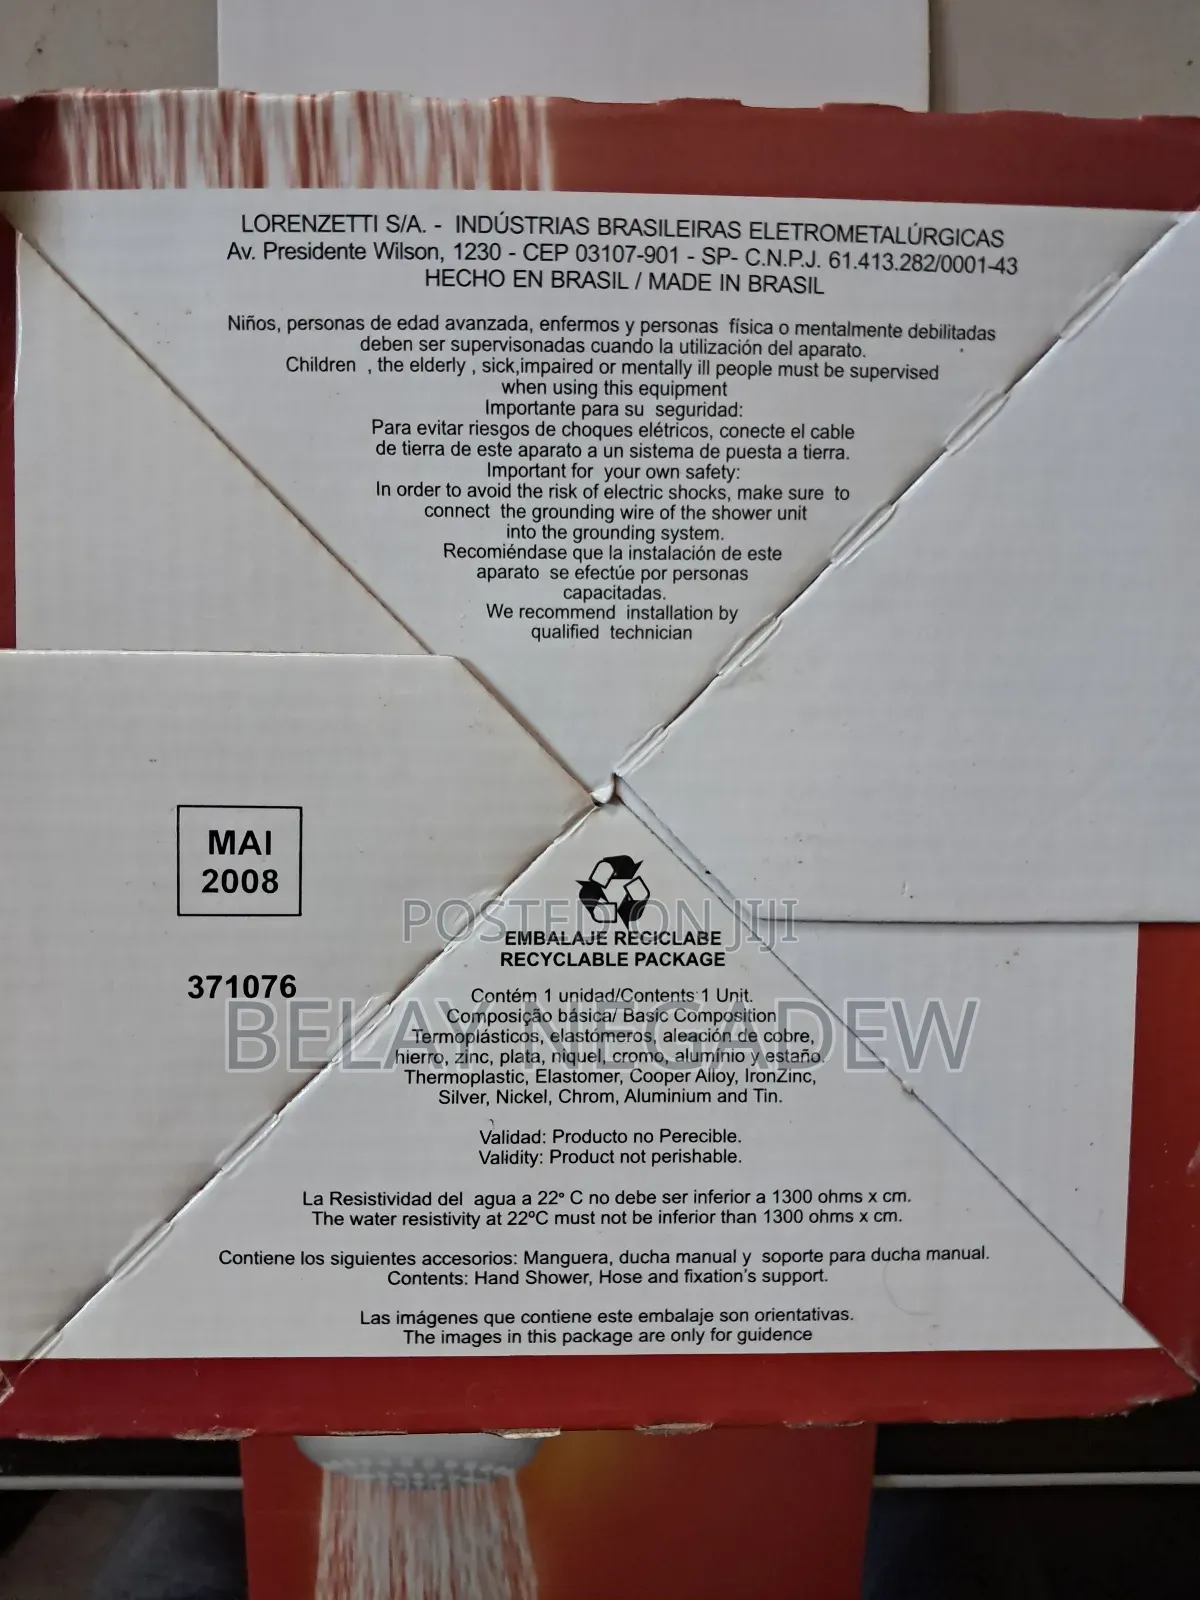 LORENZETTI S/A. - INDÚSTRIAS BRASILEIRAS ELETROMETALÚRGICAS
Av. Presidente Wilson, 1230 - CEP 03107-901 - SP- C.N.P.J. 61.413.282/0001-43
HECHO EN BRASIL / MADE IN BRASIL
Niños, personas de edad avanzada, enfermos y personas física o mentalmente debilitadas
deben ser supervisonadas cuando la utilización del aparato.
Children , the elderly , sick,impaired or mentally ill people must be supervised
when using this equipment
Importante para su seguridad:
Para evitar riesgos de choques elétricos, conecte el cable
de tierra de este aparato a un sistema de puesta a tierra.
Important for your own safety:
In order to avoid the risk of electric shocks, make sure to
connect the grounding wire of the shower unit
into the grounding system.
Recomiéndase que la instalación de este
aparato se efectúe por personas
capacitadas.
We recommend installation by
qualified technician
MAI
2008
371076
POSTED ON JIJI
EMBALAJE RECICLABE
RECYCLABLE PACKAGE
Contém 1 unidad/Contents 1 Unit.
BELAY NEGADEW
Composição básica/ Basic Composition
Termoplásticos, elastómeros, aleación de cobre,
hierro, zinc, plata, niquel, cromo, aluminio y estaño.
Thermoplastic, Elastomer, Cooper Alloy, IronZinc,
Silver, Nickel, Chrom, Aluminium and Tin.
Validad: Producto no Perecible.
Validity: Product not perishable.
La Resistividad del agua a 22º C no debe ser inferior a 1300 ohms x cm.
The water resistivity at 22ºC must not be inferior than 1300 ohms x cm.
Contiene los siguientes accesorios: Manguera, ducha manual y soporte para ducha manual.
Contents: Hand Shower, Hose and fixation's support.
Las imágenes que contiene este embalaje son orientativas.
The images in this package are only for guidence